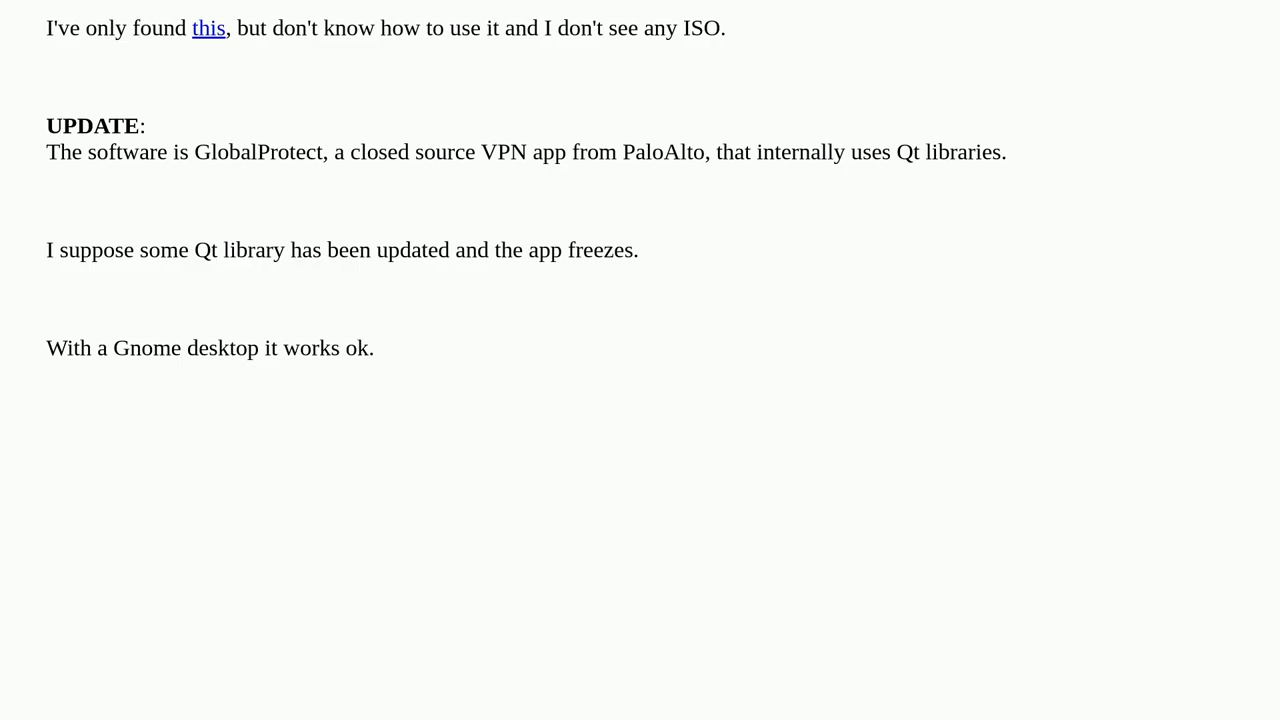 I've only found this, but don't know how to use it and I don't see any ISO.
UPDATE:
The software is GlobalProtect, a closed source VPN app from PaloAlto, that internally uses Qt libraries.
I suppose some Qt library has been updated and the app freezes.
With a Gnome desktop it works ok.